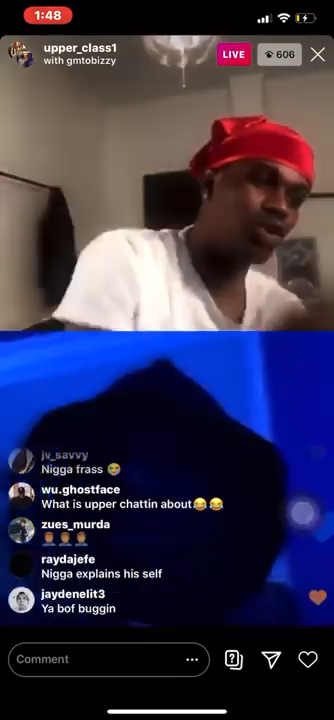 1:48
upper_class1
with gmtobizzy
LIVE
606
jv_savvy
Nigga frass 😭
wu.ghostface
What is upper chattin about😂😂
zues_murda
🤦🏾‍♂️🤦🏾‍♂️🤦🏾‍♂️
raydajefe
Nigga explains his self
jaydenelit3
Ya bof buggin
Comment